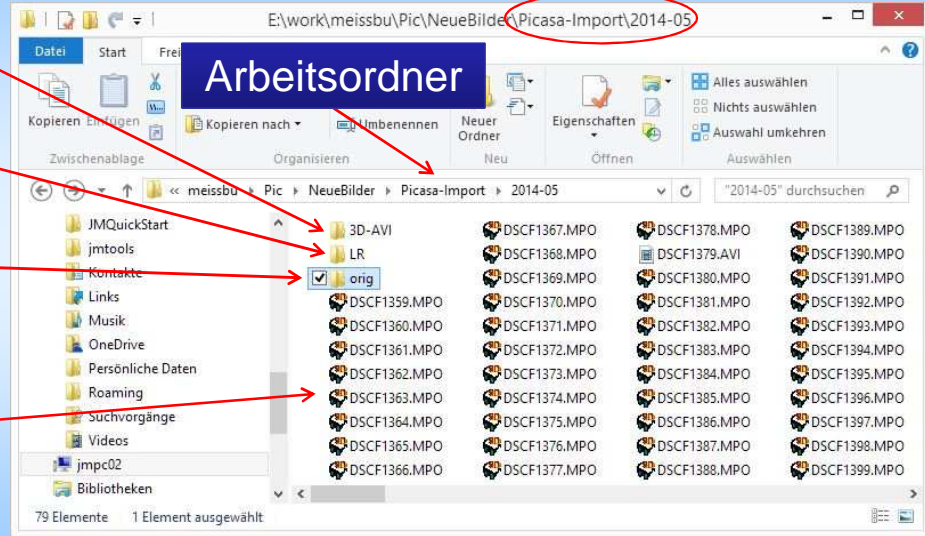 E:\work\meissbu\Pic\NeueBilder\Picasa-Import\2014-05
Datei Start Frei
Arbeitsordner
Kopieren Einfügen
Kopieren nach
Umbenennen
Neuer Ordner
Eigenschaften
Alles auswählen
Nichts auswählen
Auswahl umkehren
Zwischenablage Organisieren Neu Öffnen Auswählen
« meissbu Pic NeueBilder Picasa-Import 2014-05
"2014-05" durchsuchen
JMQuickStart
jmtools
Kontakte
Links
Musik
OneDrive
Persönliche Daten
Roaming
Suchvorgänge
Videos
jmpc02
Bibliotheken
3D-AVI
LR
orig
DSCF1359.MPO
DSCF1360.MPO
DSCF1361.MPO
DSCF1362.MPO
DSCF1363.MPO
DSCF1364.MPO
DSCF1365.MPO
DSCF1366.MPO
DSCF1367.MPO
DSCF1368.MPO
DSCF1369.MPO
DSCF1370.MPO
DSCF1371.MPO
DSCF1372.MPO
DSCF1373.MPO
DSCF1374.MPO
DSCF1375.MPO
DSCF1376.MPO
DSCF1377.MPO
DSCF1378.MPO
DSCF1379.AVI
DSCF1380.MPO
DSCF1381.MPO
DSCF1382.MPO
DSCF1383.MPO
DSCF1384.MPO
DSCF1385.MPO
DSCF1386.MPO
DSCF1387.MPO
DSCF1388.MPO
DSCF1389.MPO
DSCF1390.MPO
DSCF1391.MPO
DSCF1392.MPO
DSCF1393.MPO
DSCF1394.MPO
DSCF1395.MPO
DSCF1396.MPO
DSCF1397.MPO
DSCF1398.MPO
DSCF1399.MPO
79 Elemente 1 Element ausgewählt